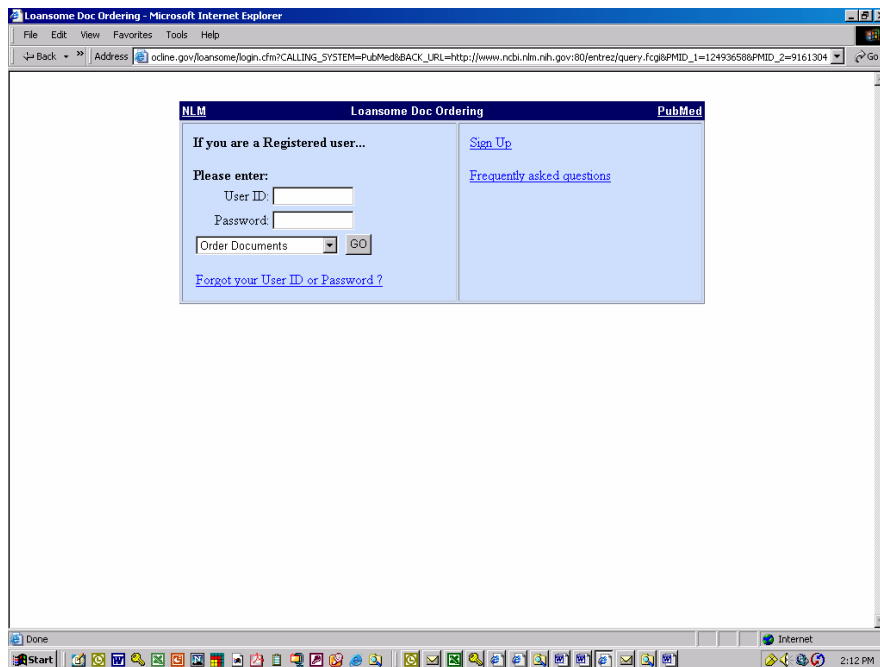 Loansome Doc Ordering - Microsoft Internet Explorer
File Edit View Favorites Tools Help
Back » Address ocline.gov/loansome/login.cfm?CALLING_SYSTEM=PubMed&BACK_URL=http://www.ncbi.nlm.nih.gov:80/entrez/query.fcgi&PMID_1=12493658&PMID_2=9161304 Go
NLM Loansome Doc Ordering PubMed
If you are a Registered user... Sign Up
Please enter: Frequently asked questions
User ID:
Password:
Order Documents GO
Forgot your User ID or Password ?
Done Internet
Start 2:12 PM